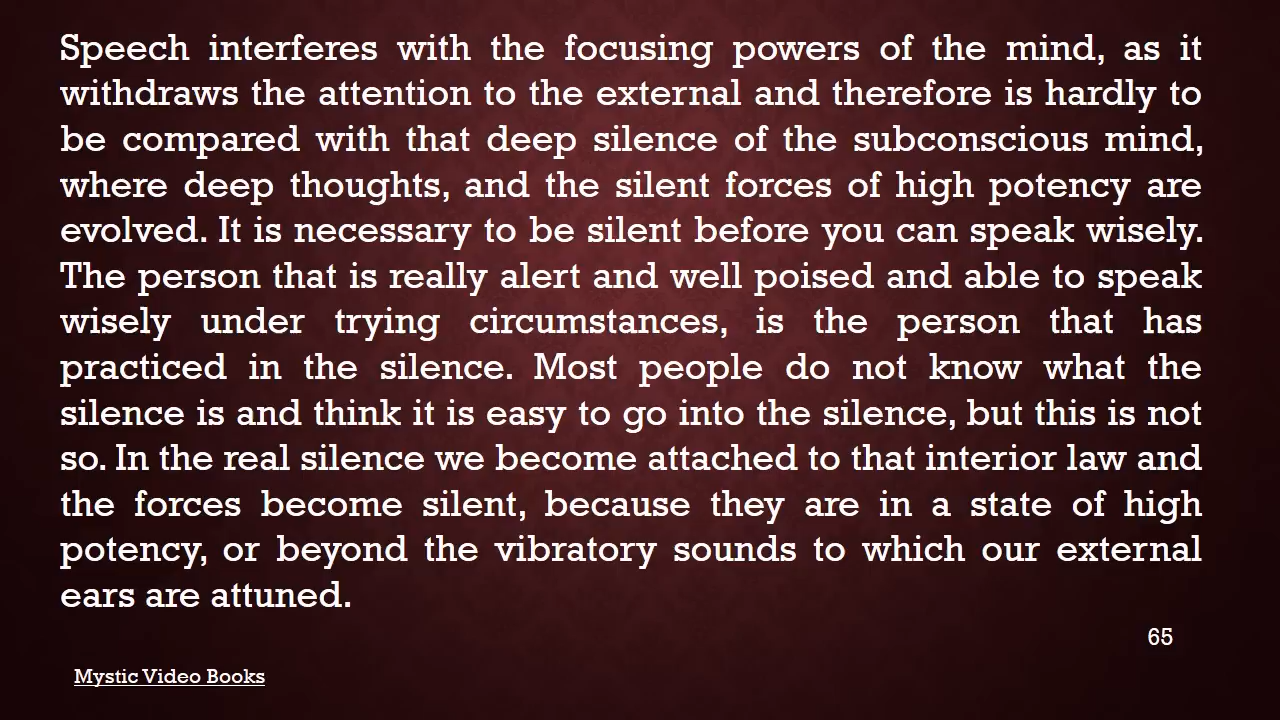 Speech interferes with the focusing powers of the mind, as it
withdraws the attention to the external and therefore is hardly to
be compared with that deep silence of the subconscious mind,
where deep thoughts, and the silent forces of high potency are
evolved. It is necessary to be silent before you can speak wisely.
The person that is really alert and well poised and able to speak
wisely under trying circumstances, is the person that has
practiced in the silence. Most people do not know what the
silence is and think it is easy to go into the silence, but this is not
so. In the real silence we become attached to that interior law and
the forces become silent, because they are in a state of high
potency, or beyond the vibratory sounds to which our external
ears are attuned.
65
Mystic Video Books